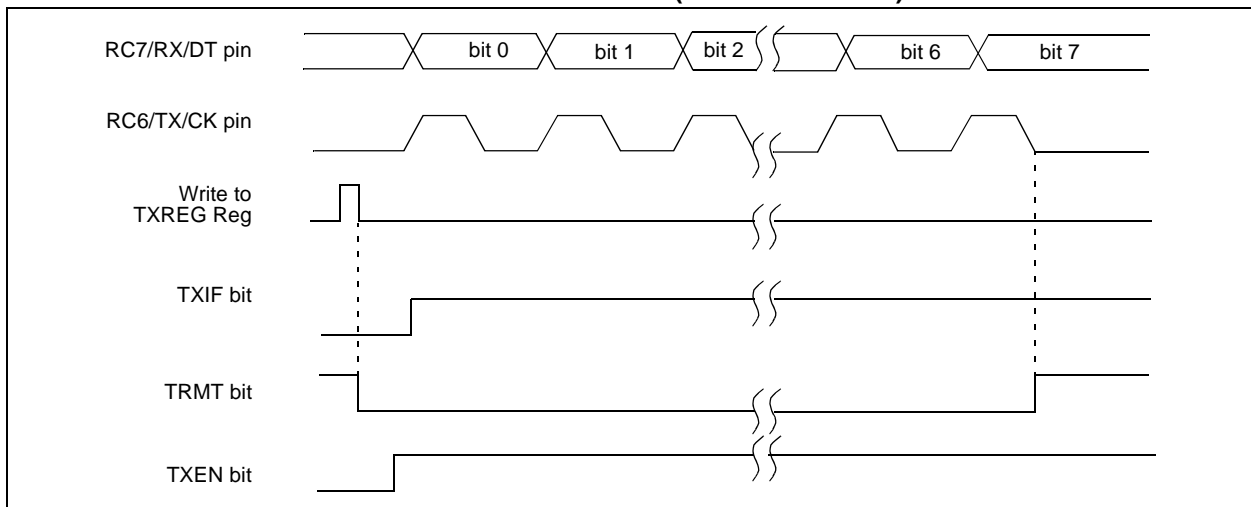 RC7/RX/DT pin
bit 0 bit 1 bit 2 bit 6 bit 7
RC6/TX/CK pin
Write to
TXREG Reg
TXIF bit
TRMT bit
TXEN bit